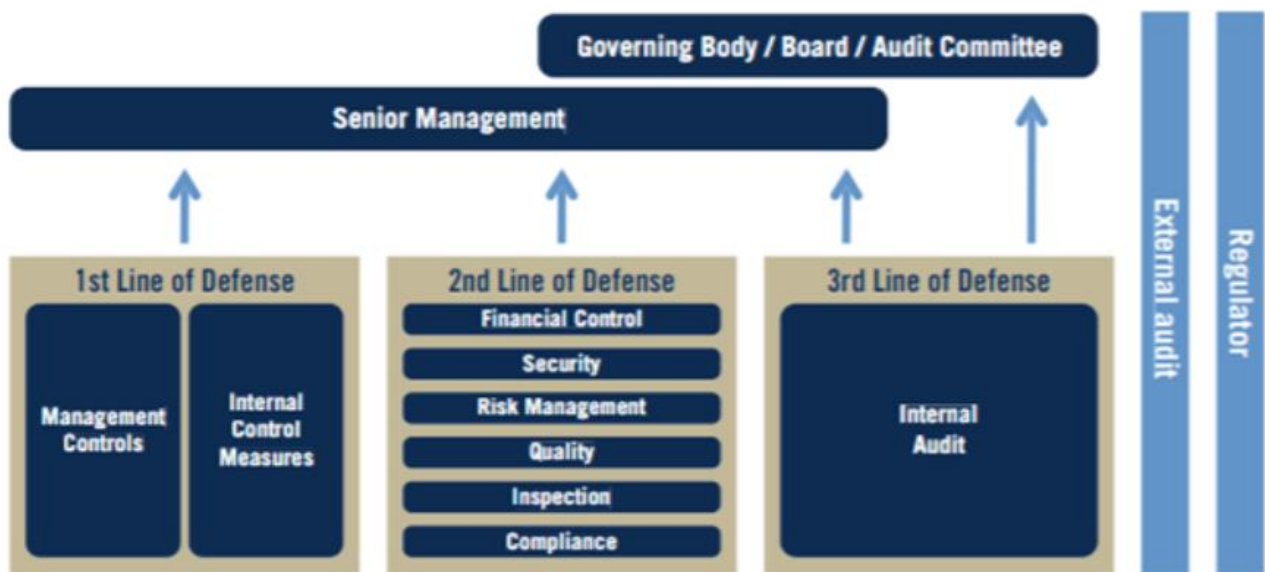 Governing Body / Board / Audit Committee
Senior Management
1st Line of Defense
Management
Controls
Internal
Control
Measures
2nd Line of Defense
Financial Control
Security
Risk Management
Quality
Inspection
Compliance
3rd Line of Defense
Internal
Audit
External audit
Regulator